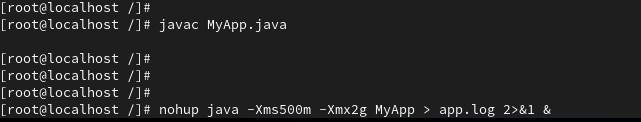 [root@localhost /]#
[root@localhost /]# javac MyApp.java
[root@localhost /]#
[root@localhost /]#
[root@localhost /]#
[root@localhost /]# nohup java -Xms500m -Xmx2g MyApp > app.log 2>&1 &